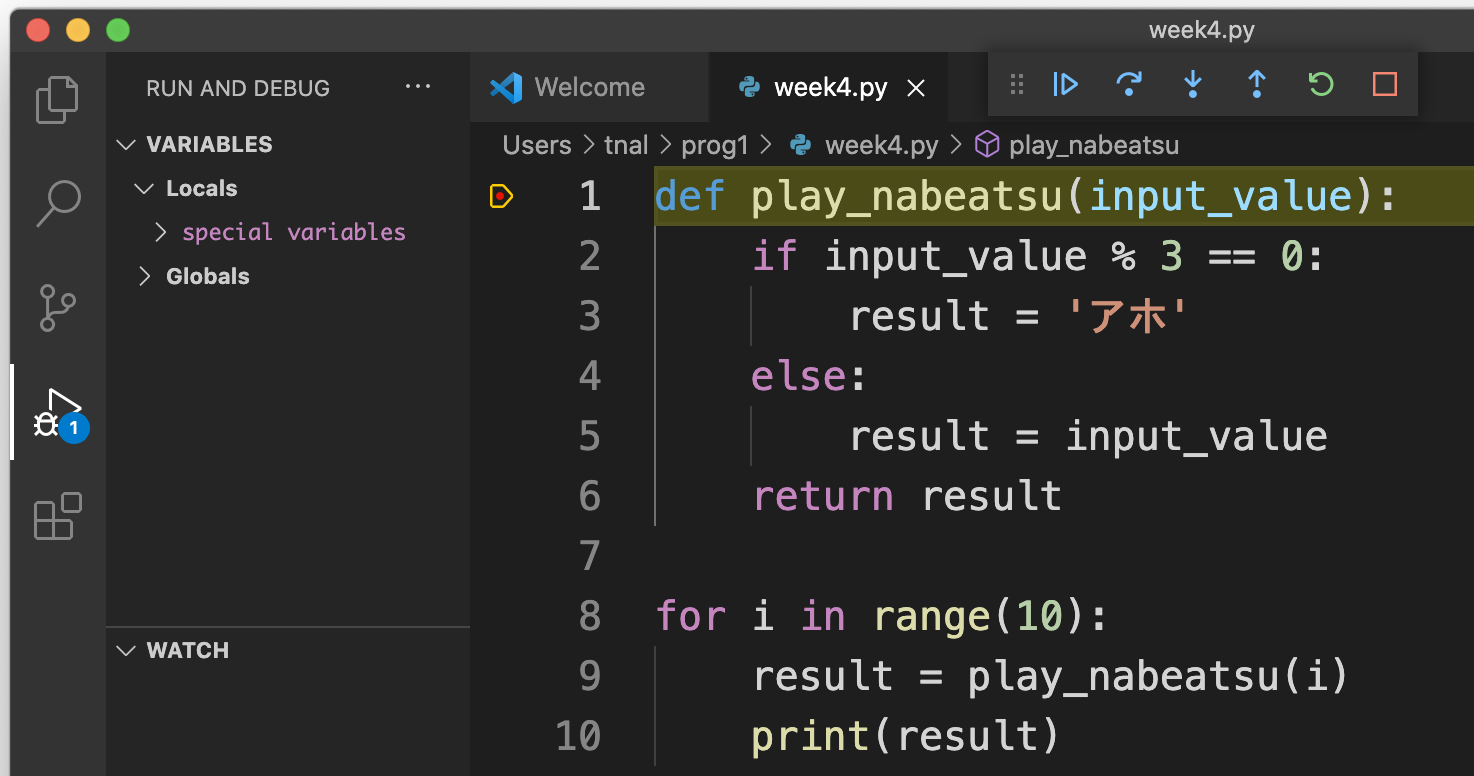 week4.py
RUN AND DEBUG ···
Welcome
week4.py
Users > tnal > prog1 > week4.py > play_nabeatsu
VARIABLES
Locals
special variables
Globals
1
WATCH
1 def play_nabeatsu(input_value):
2     if input_value % 3 == 0:
3         result = 'アホ'
4     else:
5         result = input_value
6     return result
7
8 for i in range(10):
9     result = play_nabeatsu(i)
10     print(result)